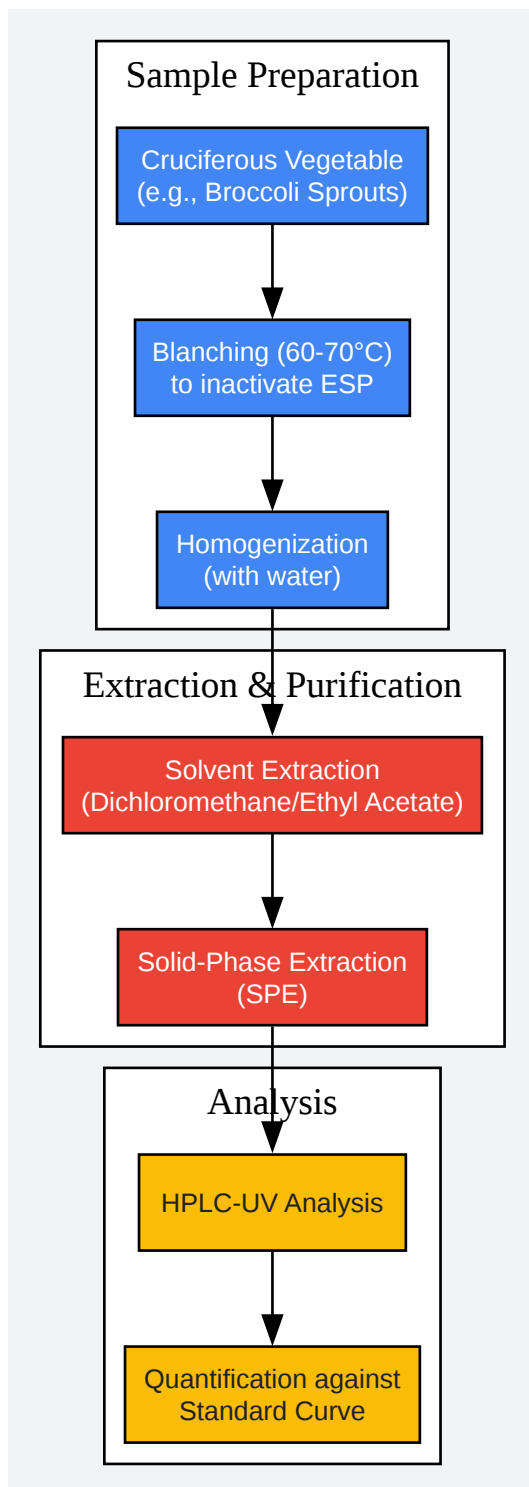 Sample Preparation
Cruciferous Vegetable
(e.g., Broccoli Sprouts)
Blanching (60-70°C)
to inactivate ESP
Homogenization
(with water)
Extraction & Purification
Solvent Extraction
(Dichloromethane/Ethyl Acetate)
Solid-Phase Extraction
(SPE)
Analysis
HPLC-UV Analysis
Quantification against
Standard Curve